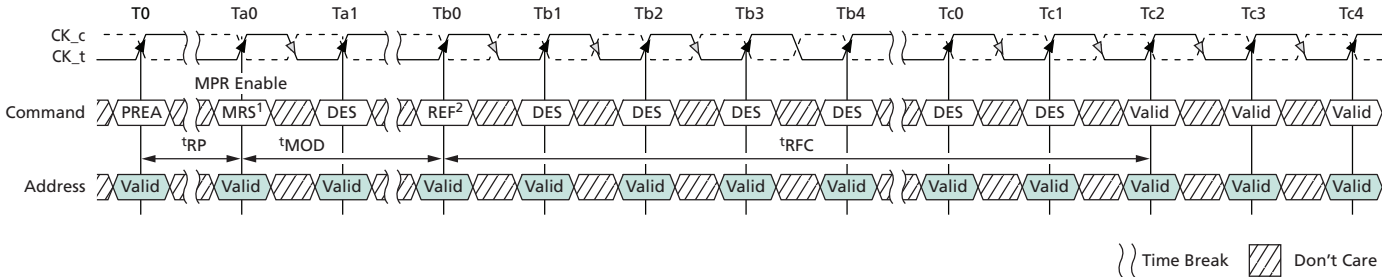 T0 Ta0 Ta1 Tb0 Tb1 Tb2 Tb3 Tb4 Tc0 Tc1 Tc2 Tc3 Tc4
CK_c
CK_t
MPR Enable
Command PREA MRS1 DES REF2 DES DES DES DES DES DES Valid Valid Valid
tRP tMOD tRFC
Address Valid Valid Valid Valid Valid Valid Valid Valid Valid Valid Valid Valid Valid
Time Break Don't Care